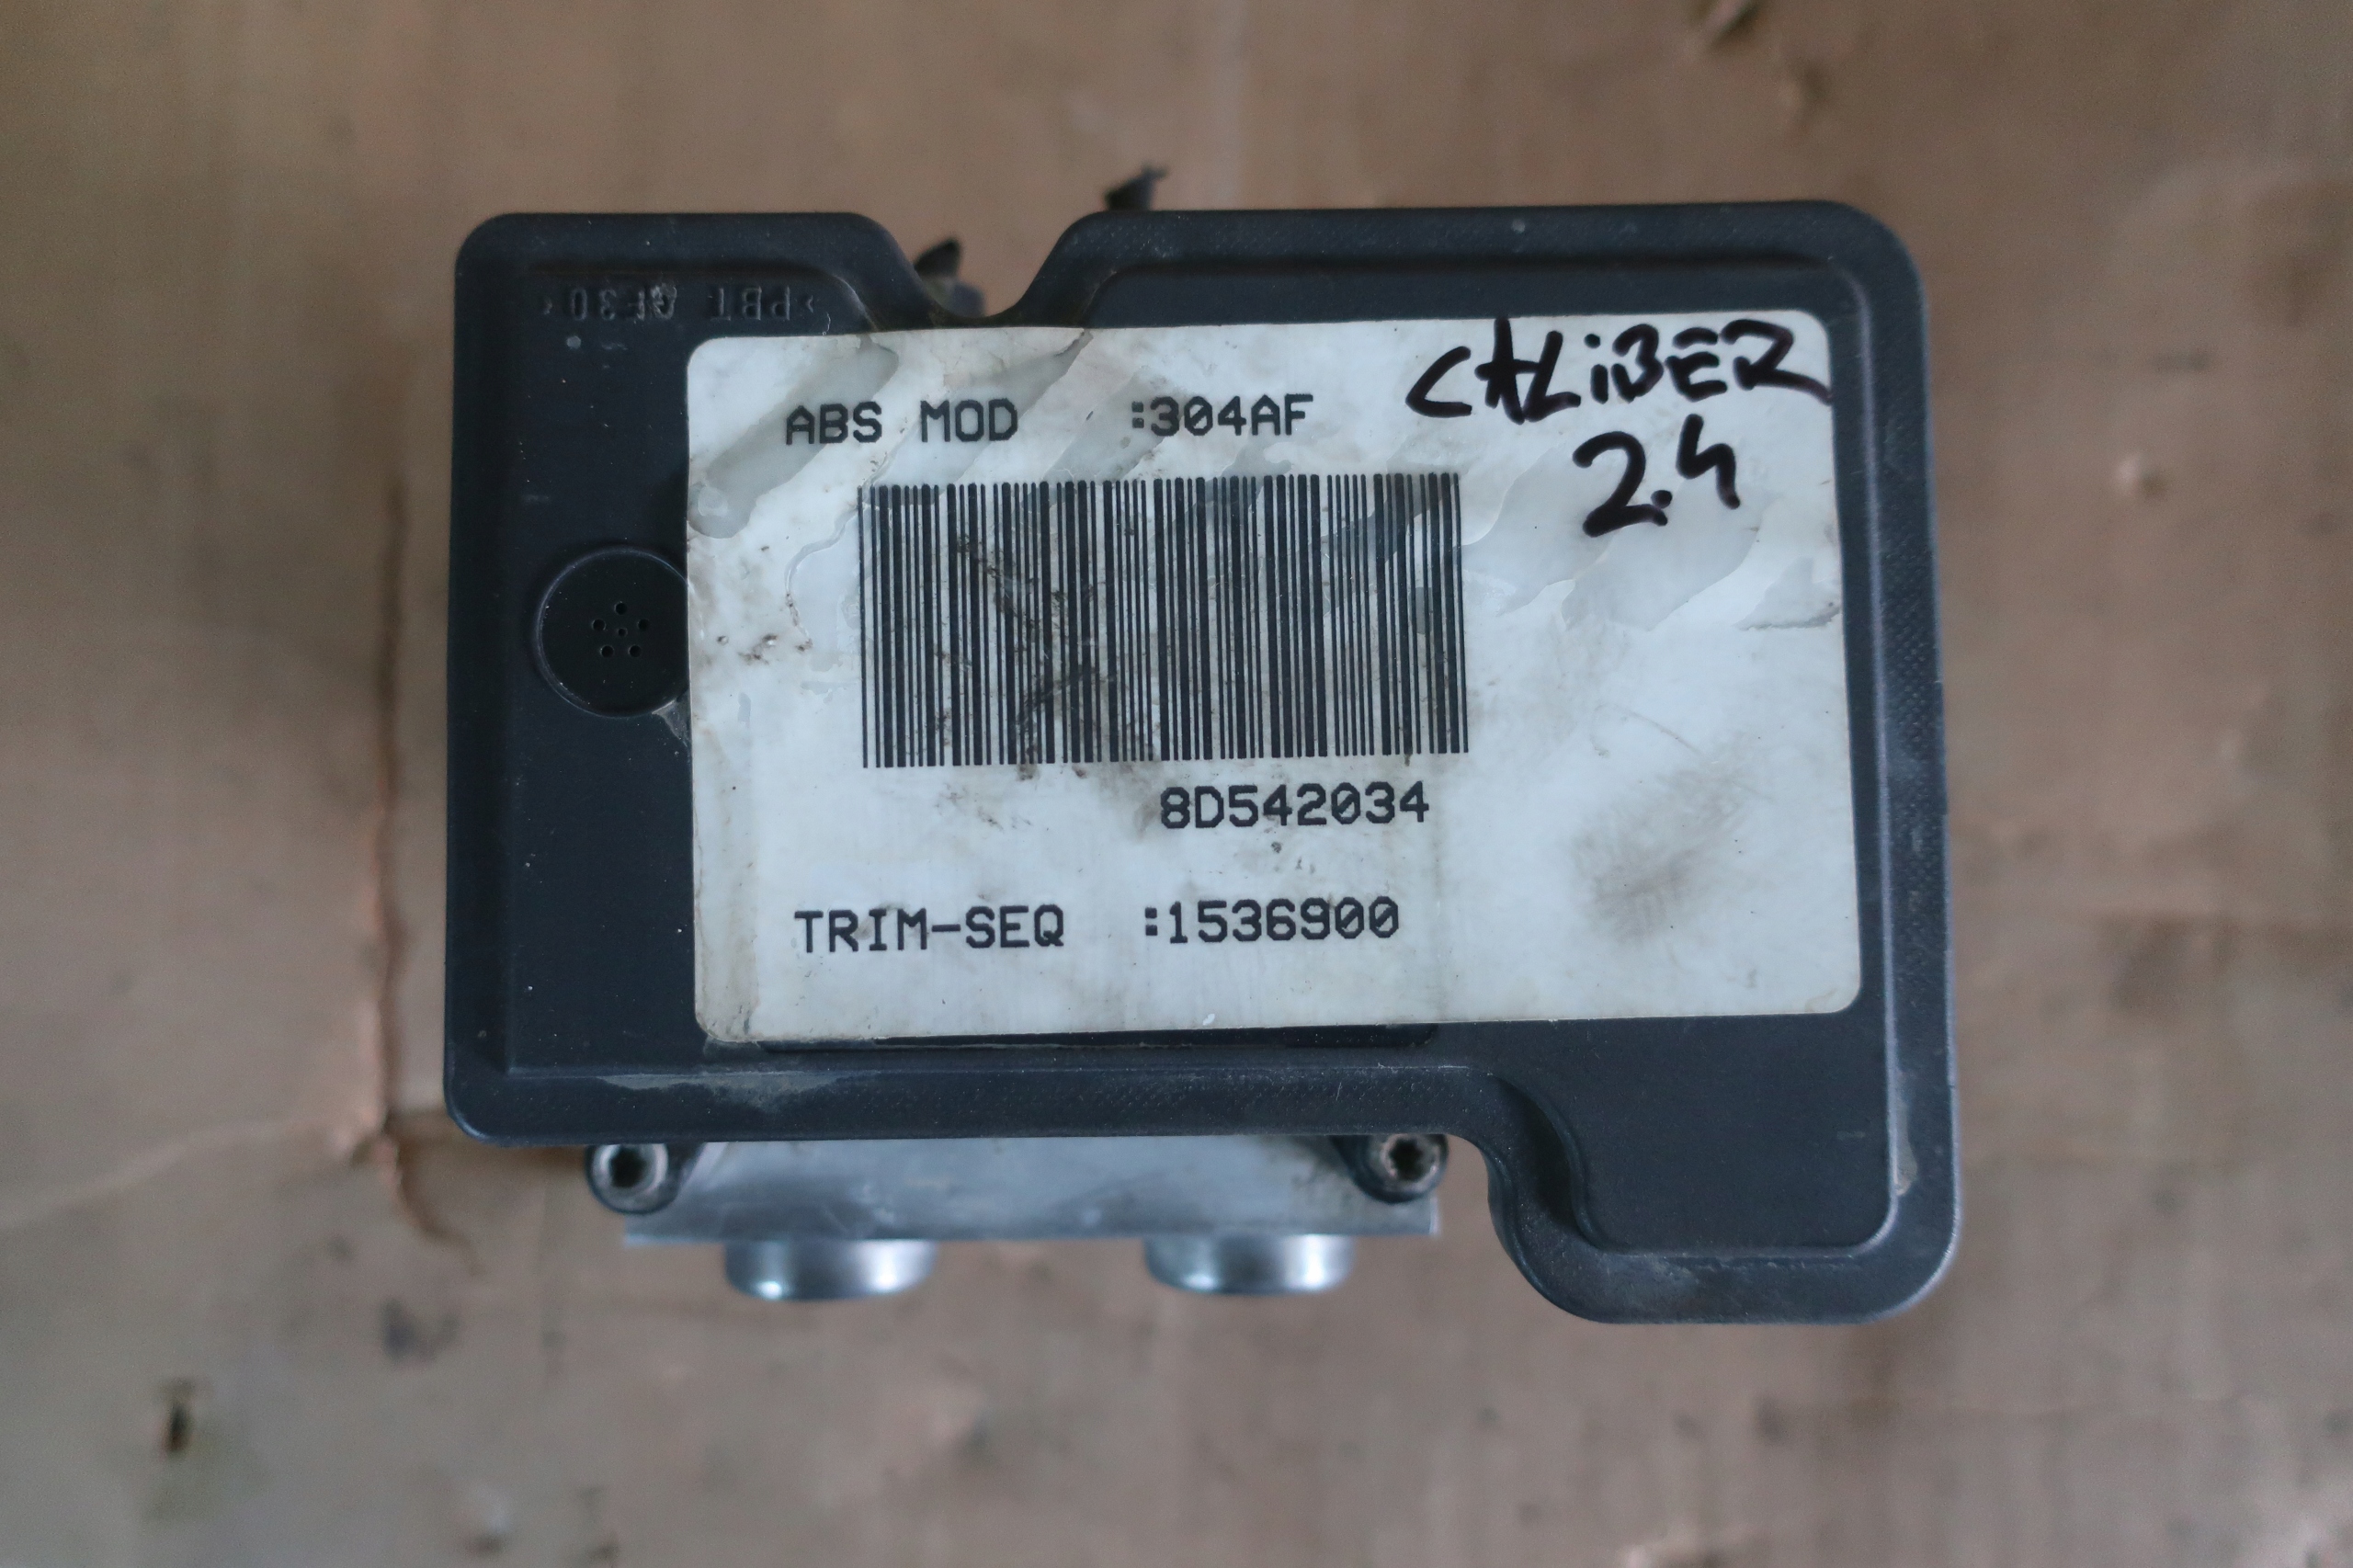 >PBT GF30<
CALiBER
2.4
ABS MOD :304AF
8D542034
TRIM-SEQ :1536900